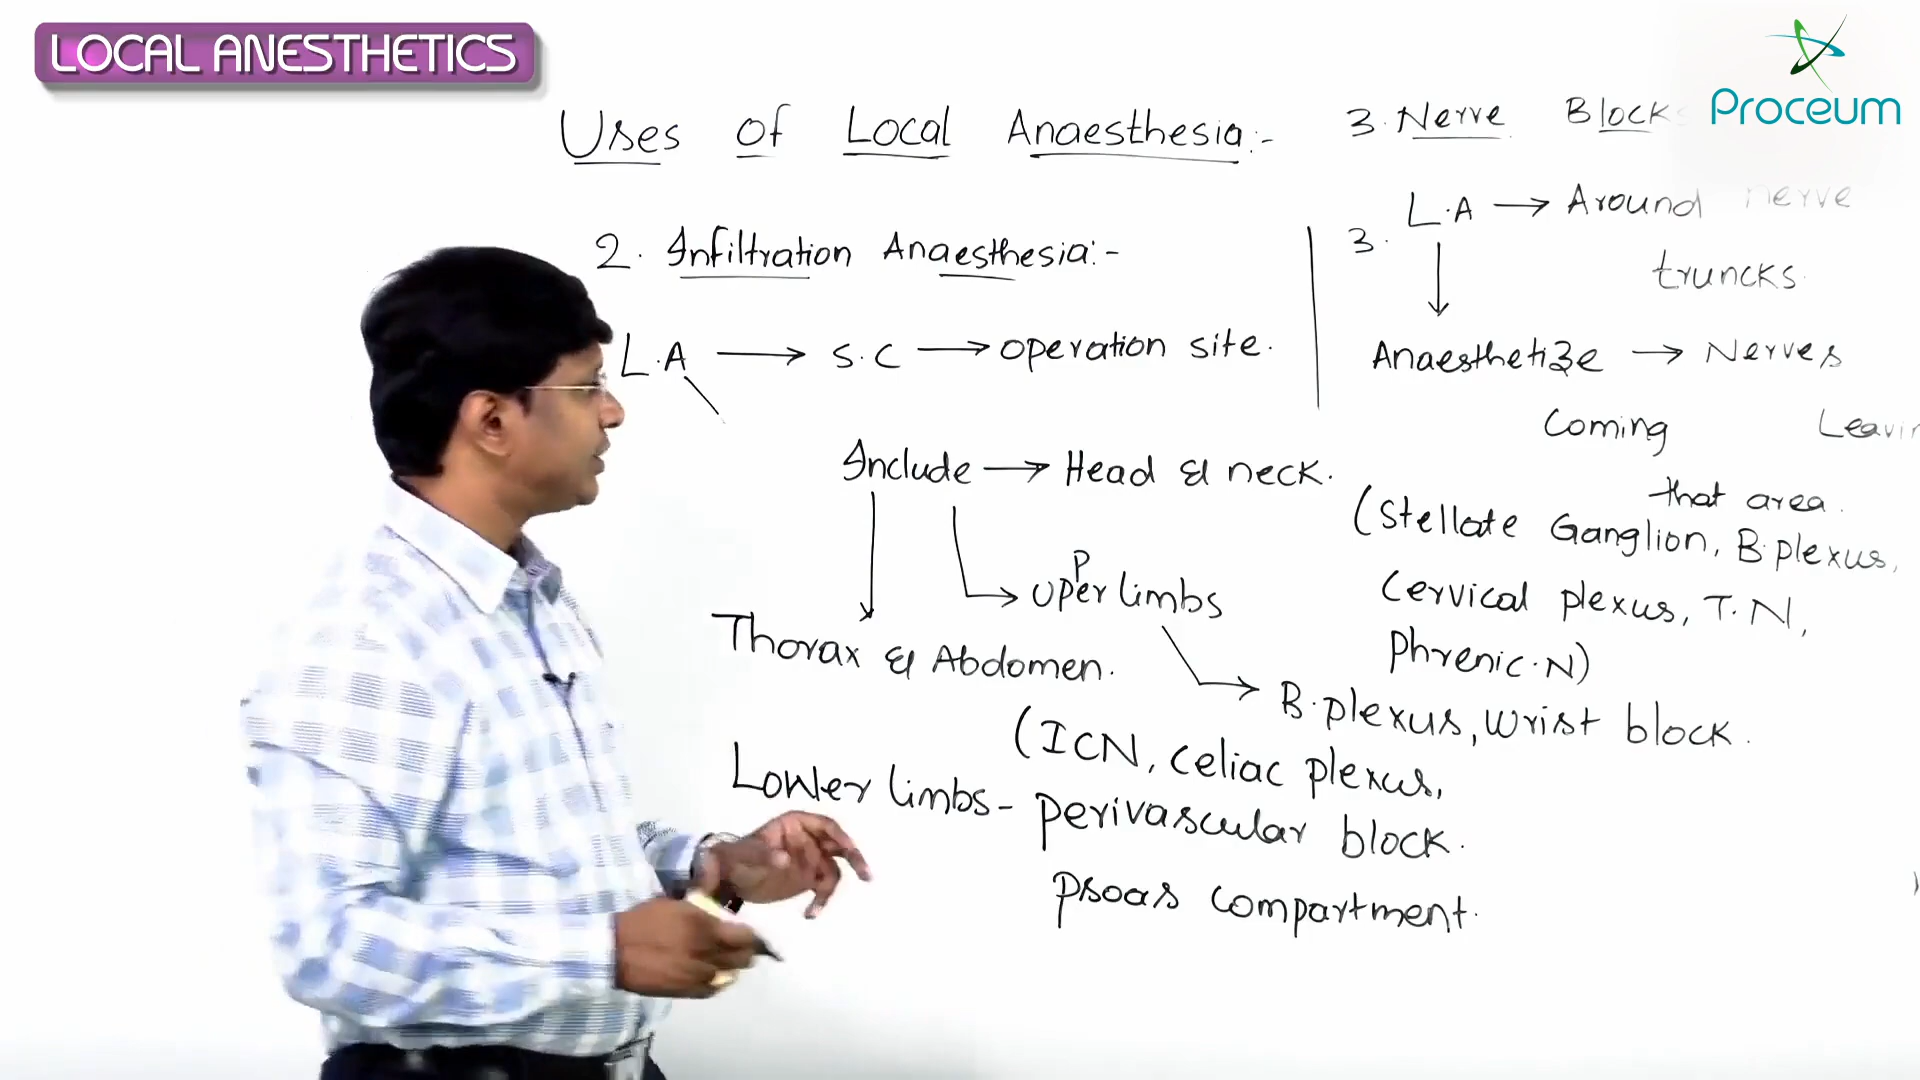 LOCAL ANESTHETICS
Proceum
Uses of Local Anaesthesia:-
2. Infiltration Anaesthesia:-
L.A → S.C → operation site.
Include → Head & neck.
UPPer limbs
Thorax & Abdomen.
B.plexus, wrist block.
(ICN, Celiac plexus,
Lower limbs - perivascular block.
Psoas compartment.
3. Nerve Block
L.A → Around nerve
3.
truncks.
Anaesthetize → Nerves
Coming
that area.
(Stellate Ganglion, B.plexus,
Cervical plexus, T.N,
Phrenic.N)